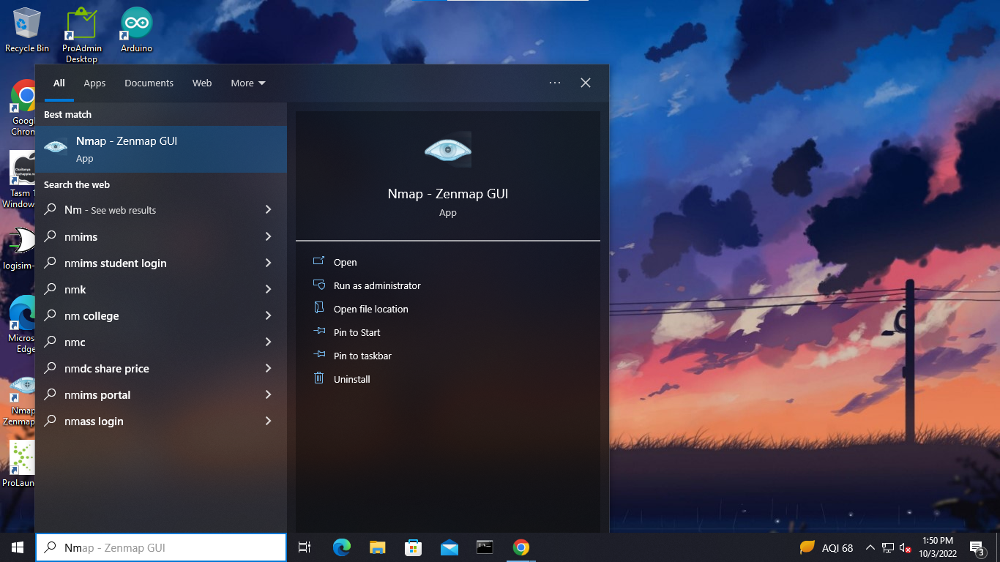 Recycle Bin
ProAdmin
Desktop
Arduino
All
Apps
Documents
Web
More
Googl
Chron
Tasm 1
Window
logisim-
Micros
Edge
Nmap
Zenmap
ProLaun
Best match
Nmap - Zenmap GUI
App
Search the web
Nm - See web results
nmims
nmims student login
nmk
nm college
nmc
nmdc share price
nmims portal
nmass login
Nmap - Zenmap GUI
App
Open
Run as administrator
Open file location
Pin to Start
Pin to taskbar
Uninstall
Nmap - Zenmap GUI
AQI 68
1:50 PM
10/3/2022
3